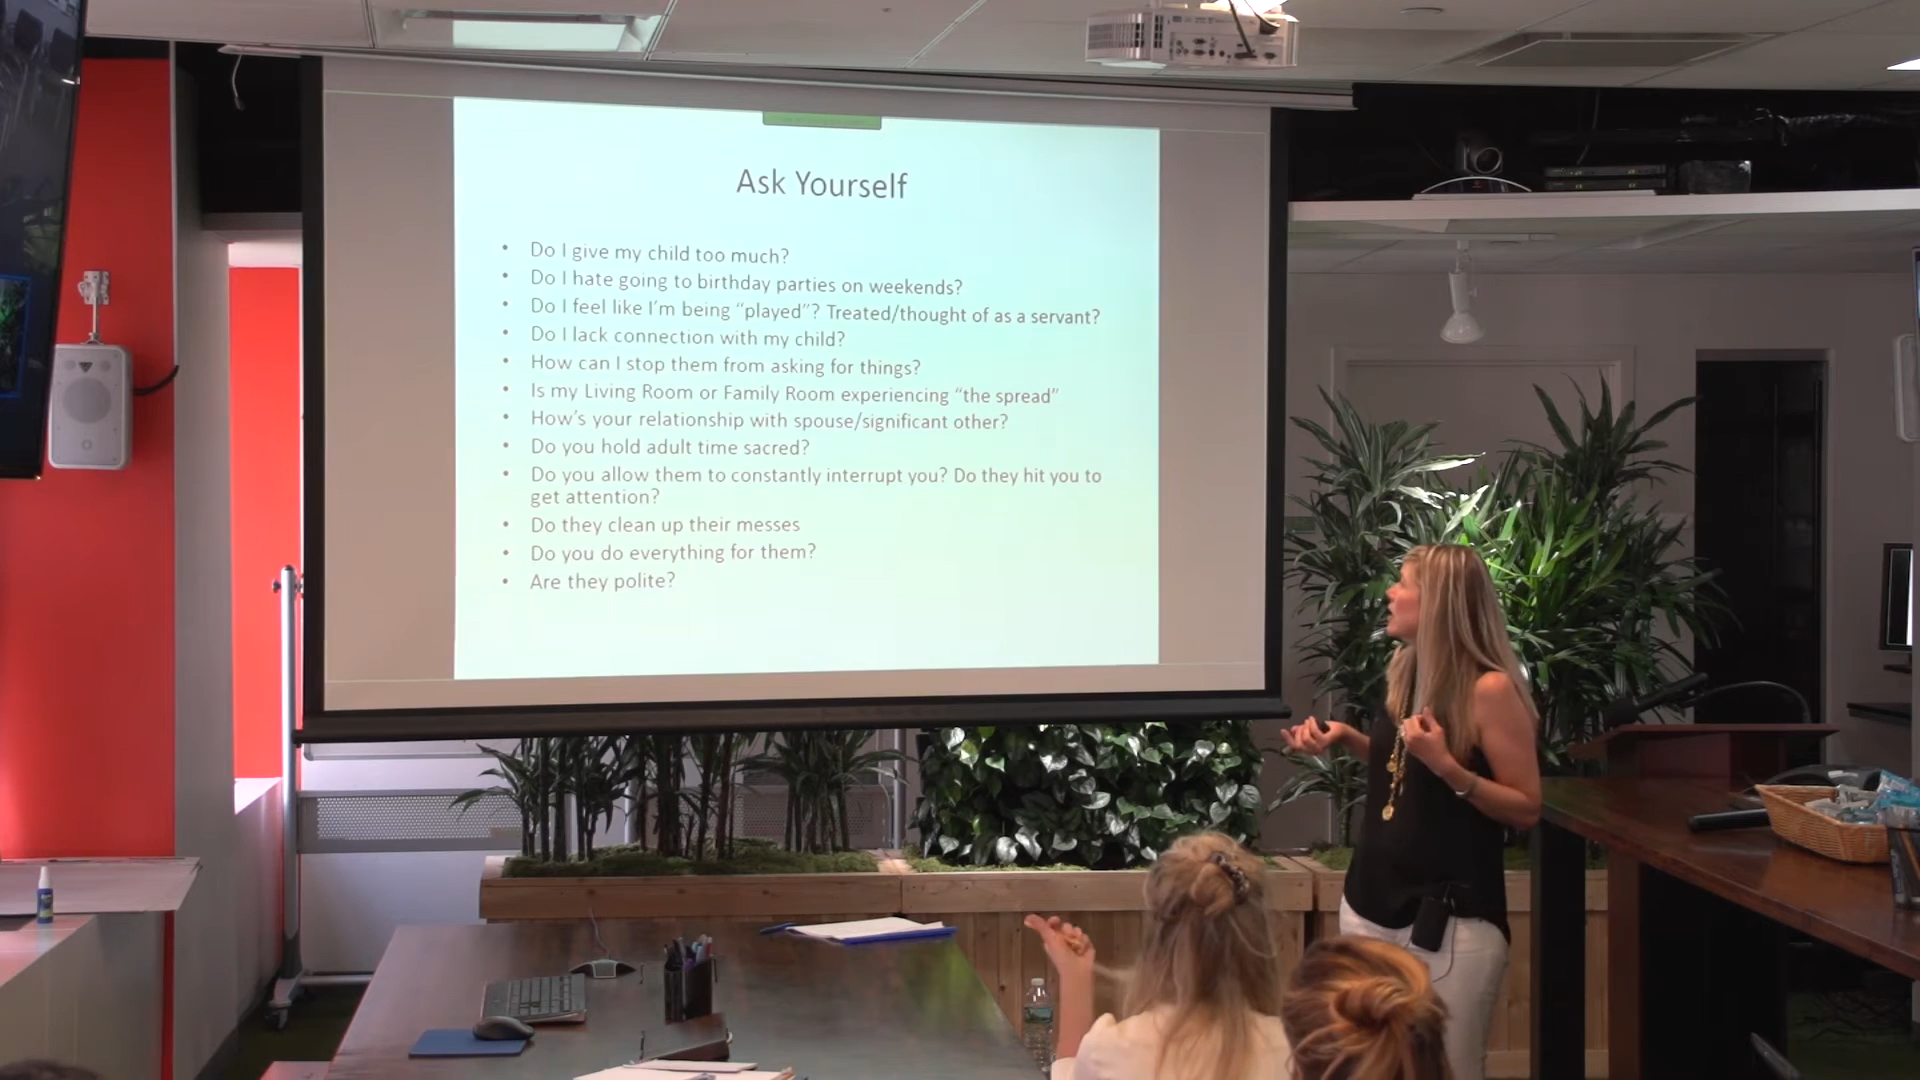 Ask Yourself
• Do I give my child too much?
• Do I hate going to birthday parties on weekends?
• Do I feel like I'm being “played”? Treated/thought of as a servant?
• Do I lack connection with my child?
• How can I stop them from asking for things?
• Is my Living Room or Family Room experiencing “the spread”
• How's your relationship with spouse/significant other?
• Do you hold adult time sacred?
• Do you allow them to constantly interrupt you? Do they hit you to
get attention?
• Do they clean up their messes
• Do you do everything for them?
• Are they polite?